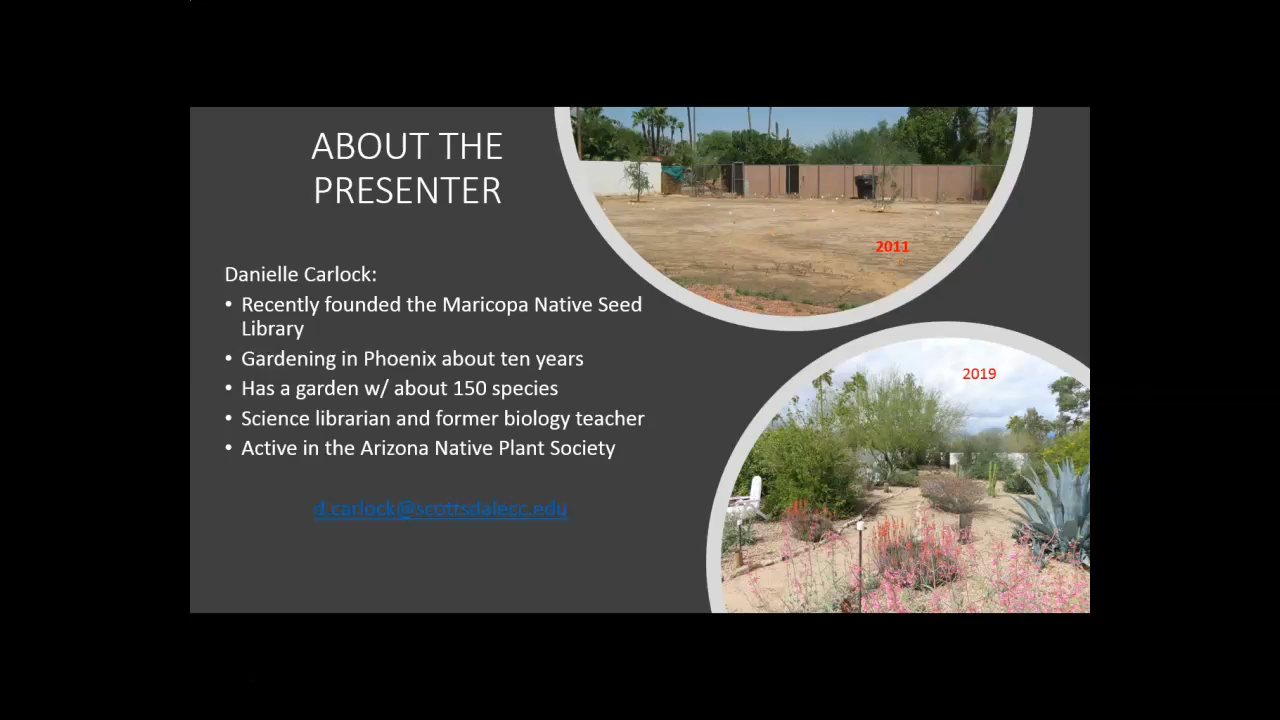 ABOUT THE
PRESENTER
Danielle Carlock:
• Recently founded the Maricopa Native Seed
Library
• Gardening in Phoenix about ten years
• Has a garden w/ about 150 species
• Science librarian and former biology teacher
• Active in the Arizona Native Plant Society
d.carlock@scottsdalecc.edu
2011
2019